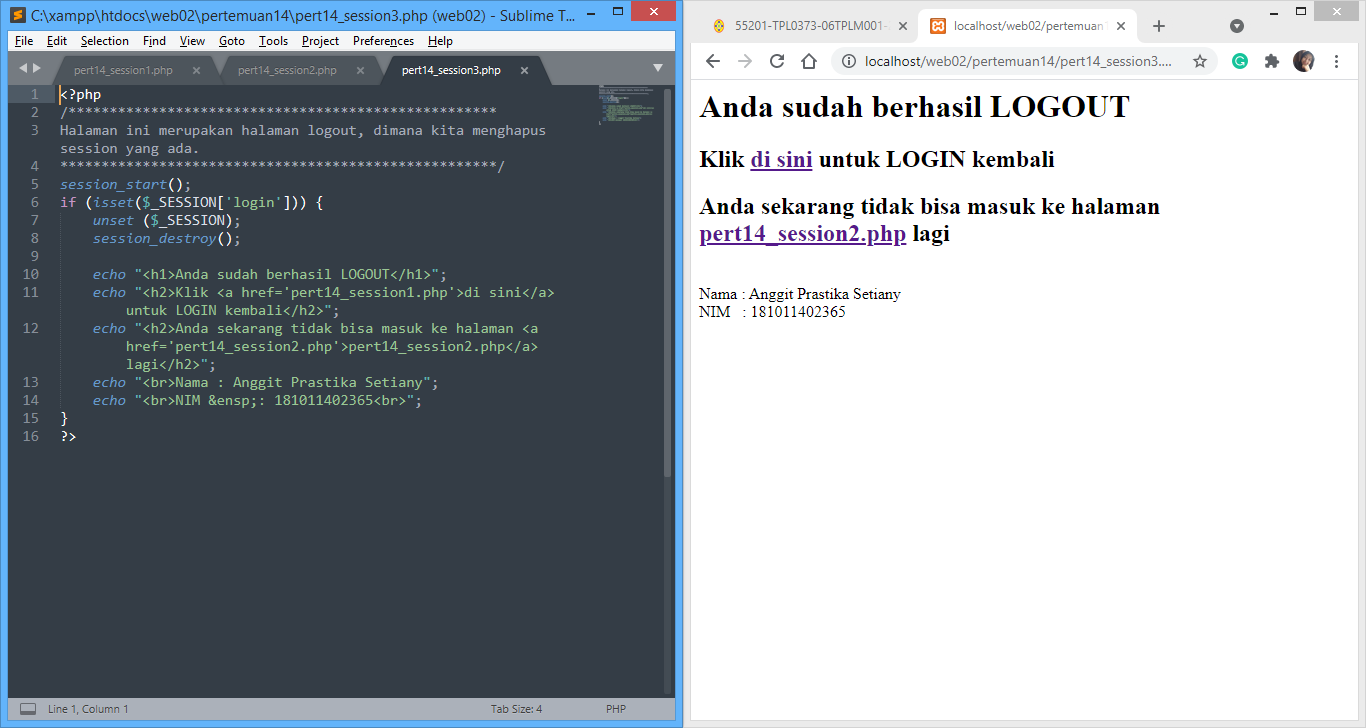 C:\xampp\htdocs\web02\pertemuan14\pert14_session3.php (web02) - Sublime T...
File Edit Selection Find View Goto Tools Project Preferences Help
pert14_session1.php pert14_session2.php pert14_session3.php
1 <?php
2 /****************************************************
3 Halaman ini merupakan halaman logout, dimana kita menghapus
session yang ada.
4 *****************************************************/
5 session_start();
6 if (isset($_SESSION['login'])) {
7 unset ($_SESSION);
8 session_destroy();
9
10 echo "<h1>Anda sudah berhasil LOGOUT</h1>";
11 echo "<h2>Klik <a href='pert14_session1.php'>di sini</a>
untuk LOGIN kembali</h2>";
12 echo "<h2>Anda sekarang tidak bisa masuk ke halaman <a
href='pert14_session2.php'>pert14_session2.php</a>
lagi</h2>";
13 echo "<br>Nama : Anggit Prastika Setiany";
14 echo "<br>NIM &ensp;: 181011402365<br>";
15 }
16 ?>
Line 1, Column 1 Tab Size: 4 PHP
55201-TPL0373-06TPLM001- localhost/web02/pertemuan
localhost/web02/pertemuan14/pert14_session3....
Anda sudah berhasil LOGOUT
Klik di sini untuk LOGIN kembali
Anda sekarang tidak bisa masuk ke halaman
pert14_session2.php lagi
Nama : Anggit Prastika Setiany
NIM : 181011402365